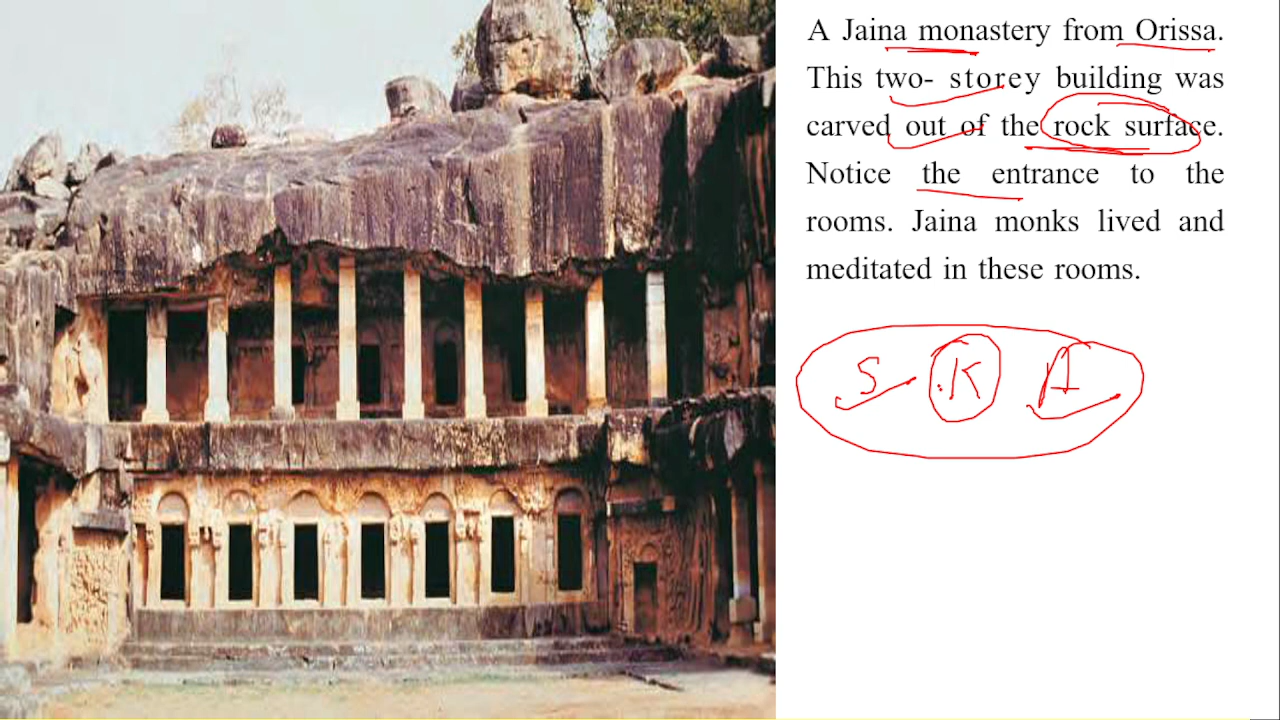 A Jaina monastery from Orissa.
This two- storey building was
carved out of the rock surface.
Notice the entrance to the
rooms. Jaina monks lived and
meditated in these rooms.
S K A